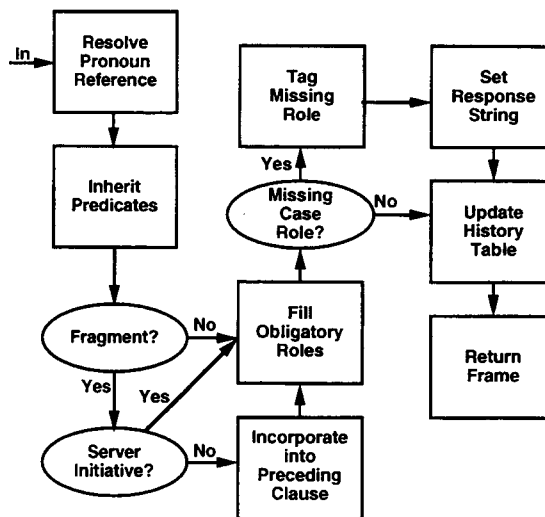 In
Resolve
Pronoun
Reference
Inherit
Predicates
Fragment?
No
Yes
Yes
Server
Initiative?
No
Incorporate
into
Preceding
Clause
Fill
Obligatory
Roles
Missing
Case
Role?
Yes
No
Tag
Missing
Role
Set
Response
String
Update
History
Table
Return
Frame